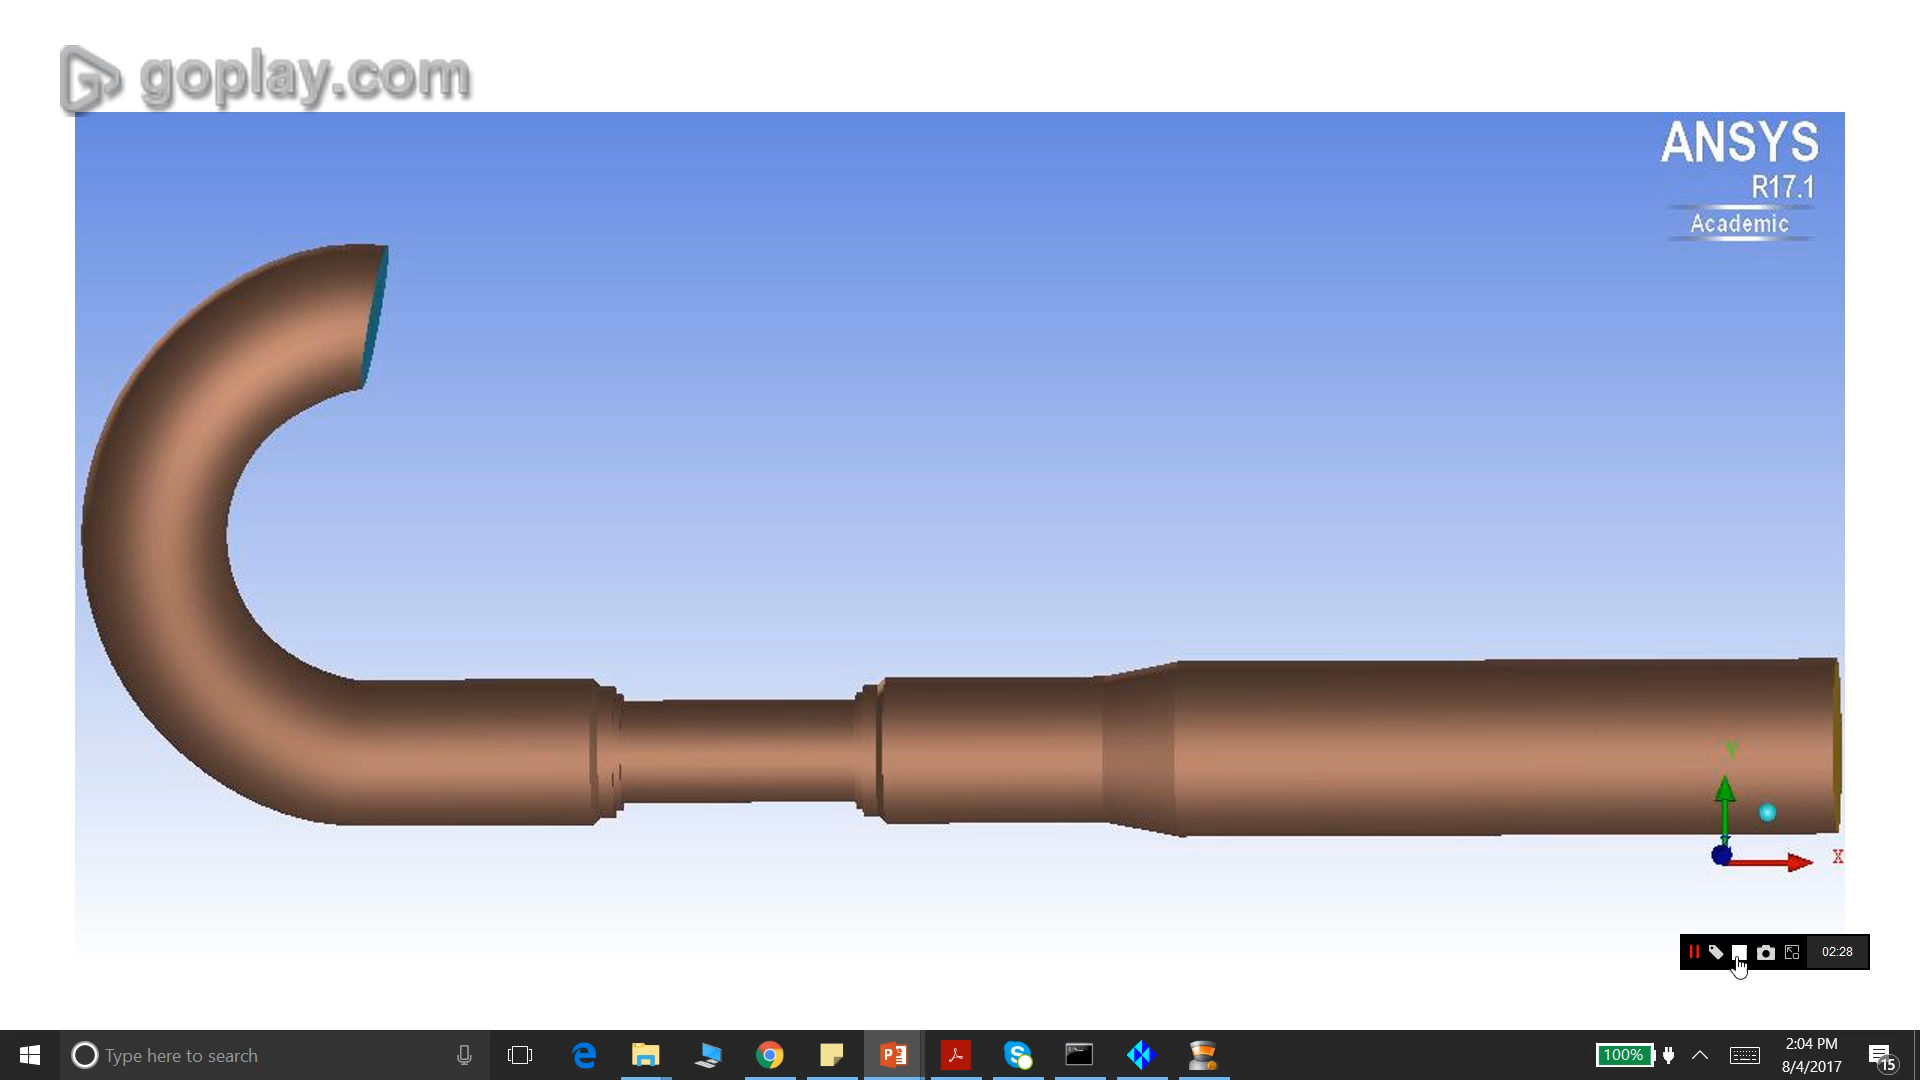 goplay.com
ANSYS
R17.1
Academic
Y
X
02:28
Type here to search
100%
2:04 PM
8/4/2017
15